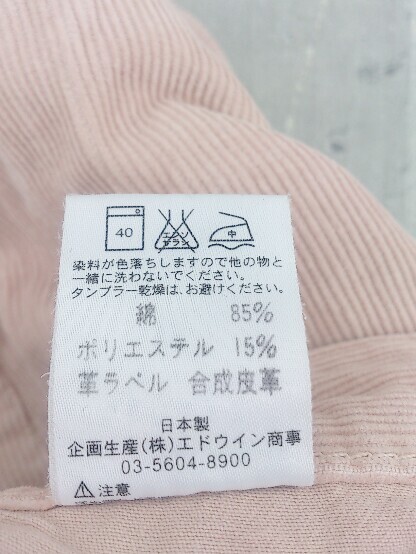 40 エンソ サラシ 中
染料が色落ちしますので他の物と
一緒に洗わないでください。
タンブラー乾燥は、お避けください。
綿 85%
ポリエステル 15%
革ラベル 合成皮革
日本製
企画生産(株)エドウイン商事
03-5604-8900
⚠注意